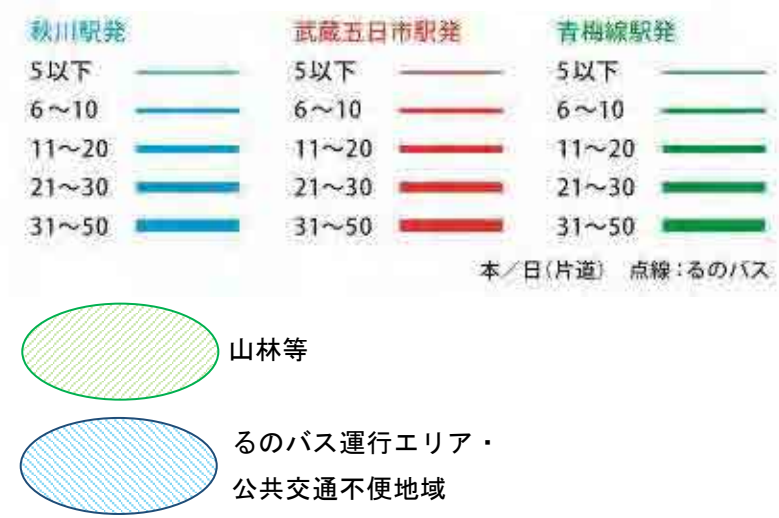 秋川駅発 武蔵五日市駅発 青梅線駅発
5以下 5以下 5以下
6～10 6～10 6～10
11～20 11～20 11～20
21～30 21～30 21～30
31～50 31～50 31～50
本／日(片道) 点線:るのバス
山林等
るのバス運行エリア・
公共交通不便地域